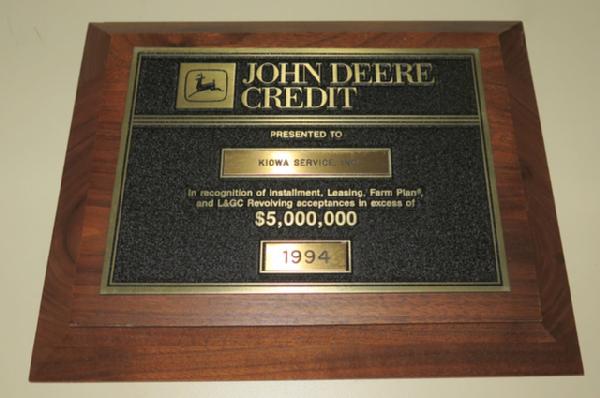 JOHN DEERE
CREDIT
PRESENTED TO
KIOWA SERVICE, INC.
In recognition of installment, Leasing, Farm Plan®,
and L&GC Revolving acceptances in excess of
$5,000,000
1994